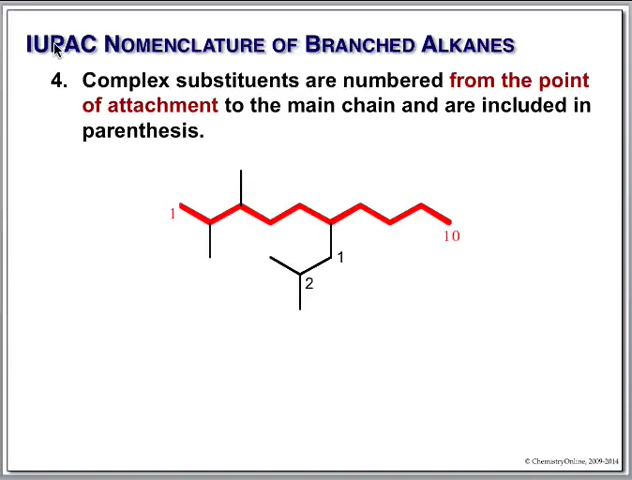 IUPAC NOMENCLATURE OF BRANCHED ALKANES
4. Complex substituents are numbered from the point
of attachment to the main chain and are included in
parenthesis.
1
10
1
2
© ChemistryOnline, 2009-2014